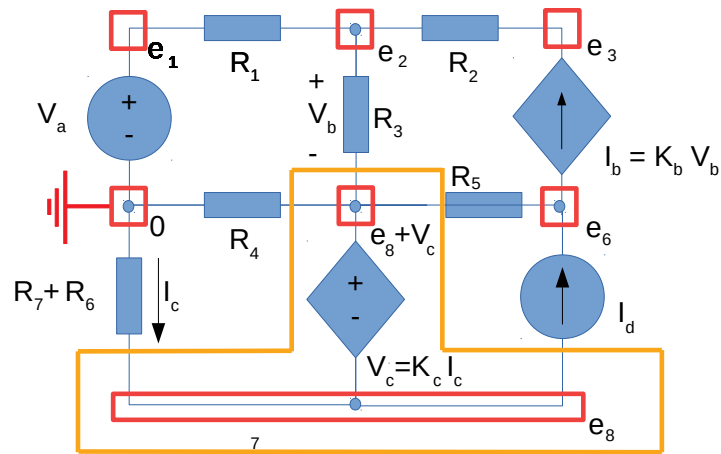 e1
R1
e2
R2
e3
Va
+
-
+
Vb
-
R3
Ib = Kb Vb
0
R4
e8+Vc
R5
e6
R7+ R6
Ic
+
-
Id
Vc=Kc Ic
e8
7